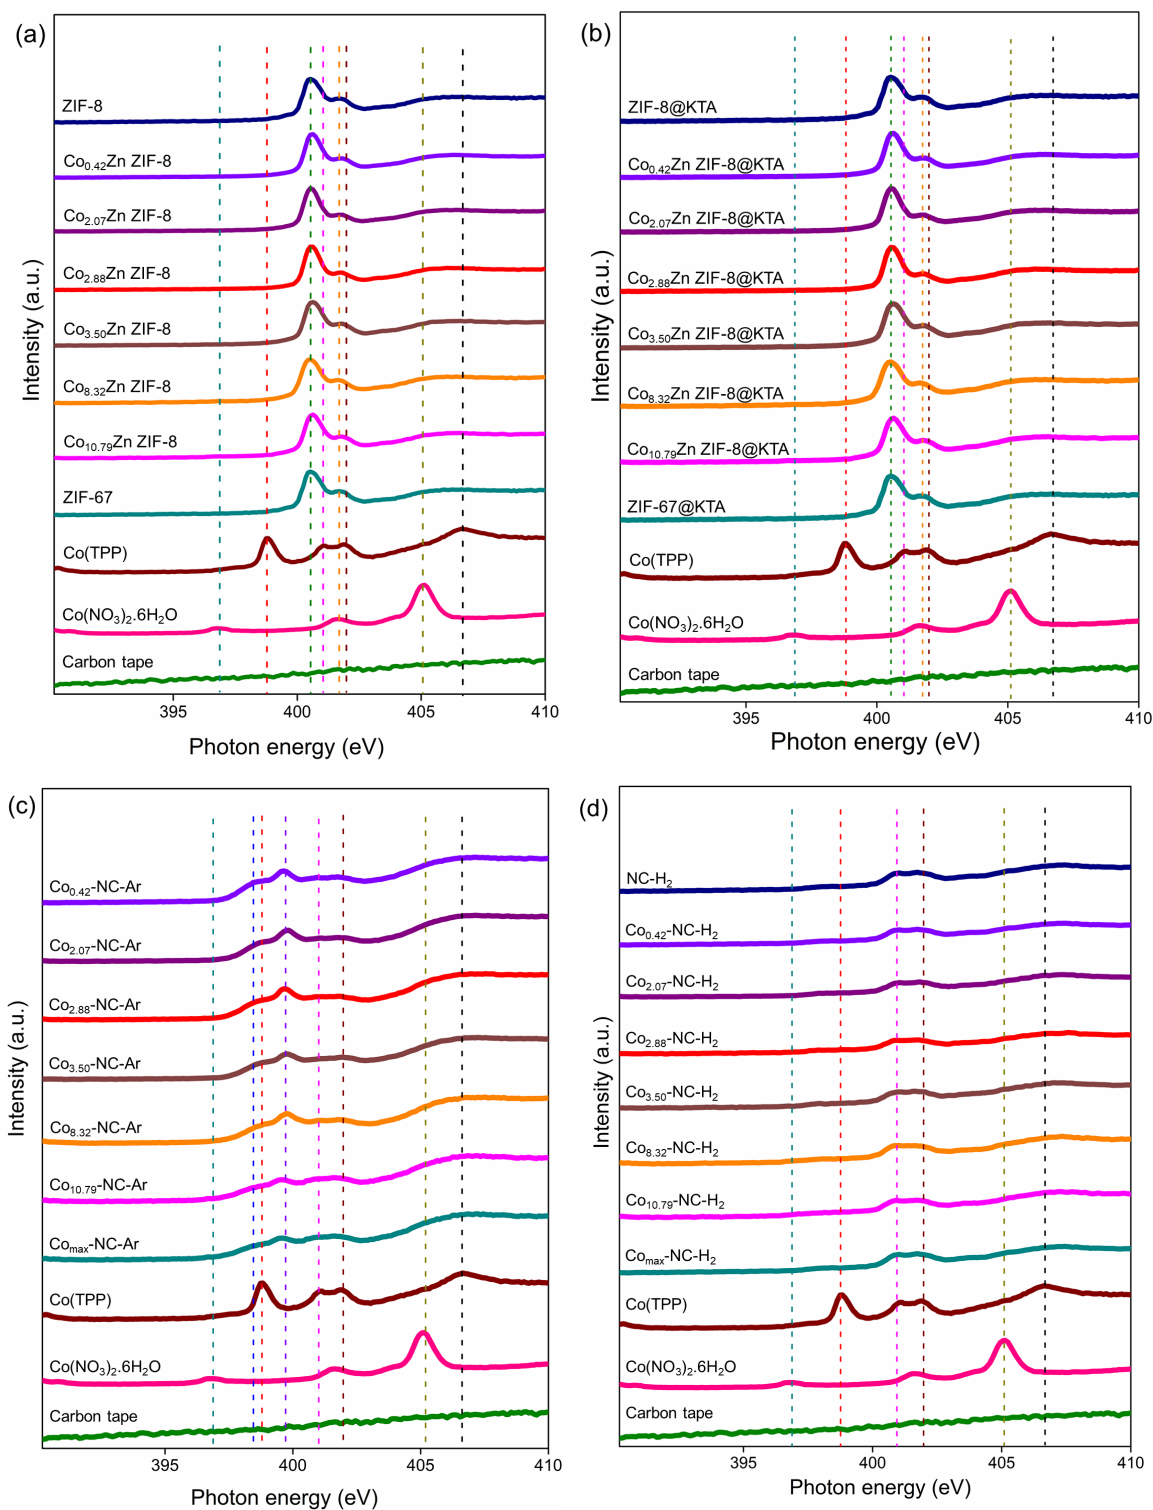 (a)
ZIF-8
Co0.42Zn ZIF-8
Co2.07Zn ZIF-8
Co2.88Zn ZIF-8
Co3.50Zn ZIF-8
Co8.32Zn ZIF-8
Co10.79Zn ZIF-8
ZIF-67
Co(TPP)
Co(NO3)2.6H2O
Carbon tape
Intensity (a.u.)
395 400 405 410
Photon energy (eV)
(b)
ZIF-8@KTA
Co0.42Zn ZIF-8@KTA
Co2.07Zn ZIF-8@KTA
Co2.88Zn ZIF-8@KTA
Co3.50Zn ZIF-8@KTA
Co8.32Zn ZIF-8@KTA
Co10.79Zn ZIF-8@KTA
ZIF-67@KTA
Co(TPP)
Co(NO3)2.6H2O
Carbon tape
Intensity (a.u.)
395 400 405 410
Photon energy (eV)
(c)
Co0.42-NC-Ar
Co2.07-NC-Ar
Co2.88-NC-Ar
Co3.50-NC-Ar
Co8.32-NC-Ar
Co10.79-NC-Ar
Comax-NC-Ar
Co(TPP)
Co(NO3)2.6H2O
Carbon tape
Intensity (a.u.)
395 400 405 410
Photon energy (eV)
(d)
NC-H2
Co0.42-NC-H2
Co2.07-NC-H2
Co2.88-NC-H2
Co3.50-NC-H2
Co8.32-NC-H2
Co10.79-NC-H2
Comax-NC-H2
Co(TPP)
Co(NO3)2.6H2O
Carbon tape
Intensity (a.u.)
395 400 405 410
Photon energy (eV)